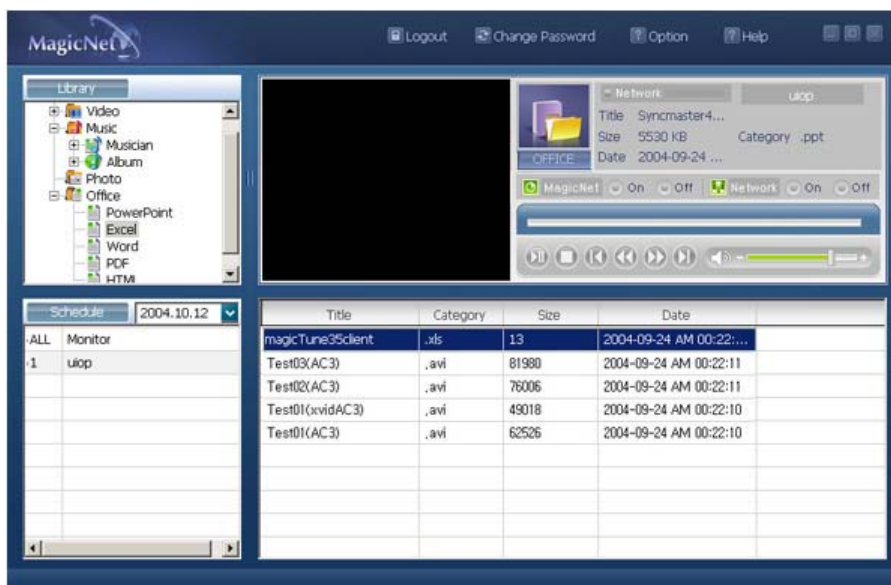 MagicNet
Logout Change Password Option Help
Library
Video
Music
Musician
Album
Photo
Office
PowerPoint
Excel
Word
PDF
HTML
OFFICE
Network uiop
Title Syncmaster4...
Size 5530 KB Category .ppt
Date 2004-09-24 ...
MagicNet On Off Network On Off
Schedule 2004.10.12
ALL Monitor
1 uiop
Title Category Size Date
magicTune35client .xls 13 2004-09-24 AM 00:22:...
Test03(AC3) .avi 81980 2004-09-24 AM 00:22:11
Test02(AC3) .avi 76006 2004-09-24 AM 00:22:11
Test01(xvidAC3) .avi 49018 2004-09-24 AM 00:22:10
Test01(AC3) .avi 62526 2004-09-24 AM 00:22:10